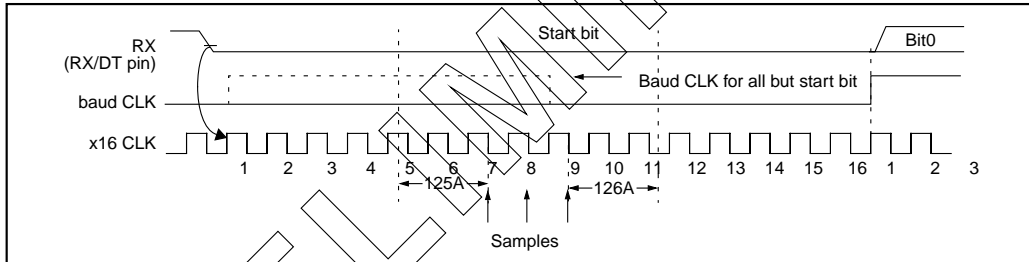 Start bit
Bit0
RX
(RX/DT pin)
Baud CLK for all but start bit
baud CLK
x16 CLK
1 2 3 4 5 6 7 8 9 10 11 12 13 14 15 16 1 2 3
125A 126A
Samples